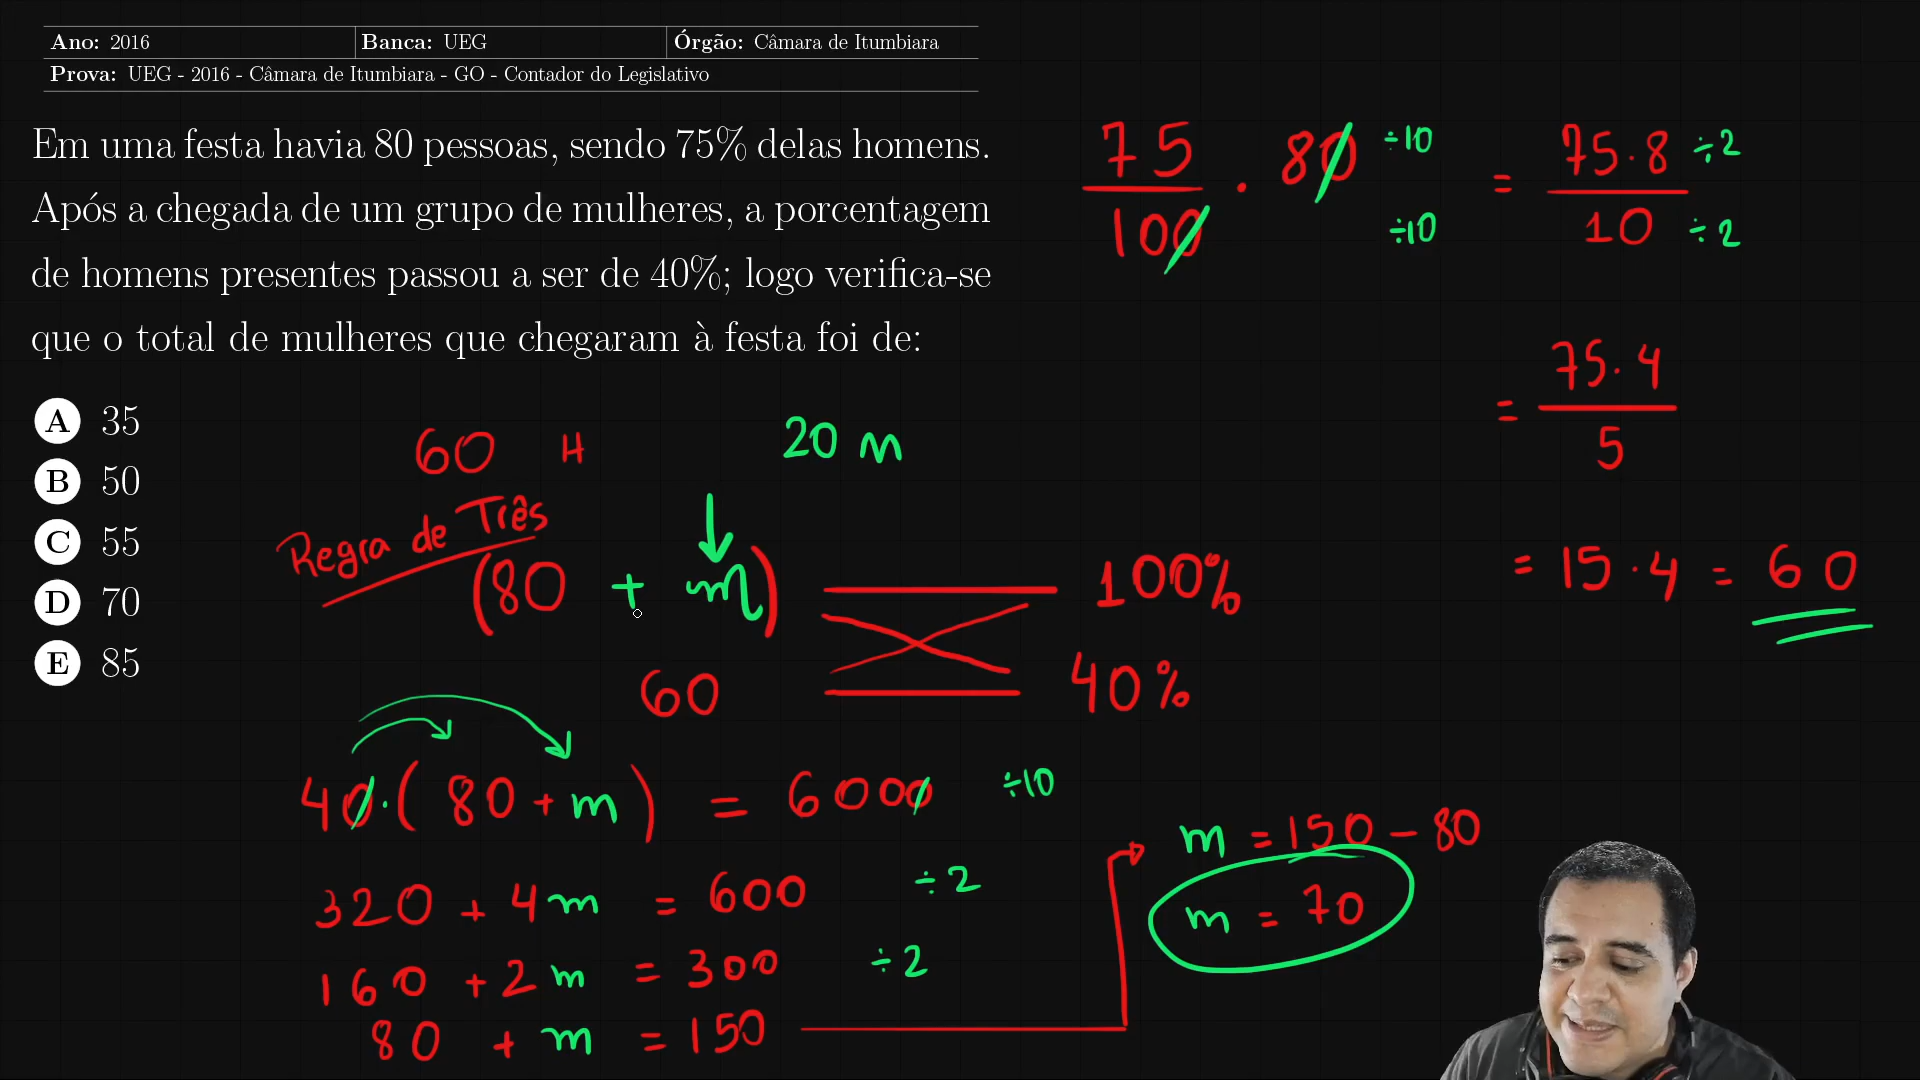 Ano: 2016 Banca: UEG Órgão: Câmara de Itumbiara
Prova: UEG - 2016 - Câmara de Itumbiara - GO - Contador do Legislativo
Em uma festa havia 80 pessoas, sendo 75% delas homens.
Após a chegada de um grupo de mulheres, a porcentagem
de homens presentes passou a ser de 40%; logo verifica-se
que o total de mulheres que chegaram à festa foi de:
A 35
B 50
C 55
D 70
E 85
60 H 20 m
Regra de Três
(80 + m) 100%
60 40%
40·(80 + m) = 6000 ÷10
320 + 4m = 600 ÷2
160 + 2m = 300 ÷2
80 + m = 150
m = 150 - 80
m = 70
75/100 · 80 ÷10 ÷10 = 75·8/10 ÷2 ÷2
= 75·4/5
= 15·4 = 60